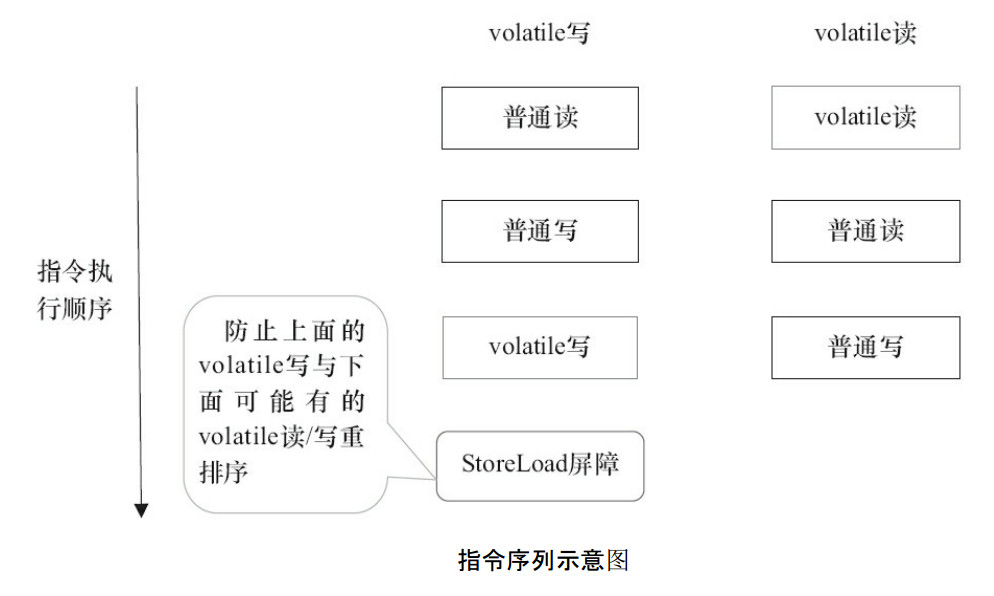 volatile写
volatile读
普通读
volatile读
普通写
普通读
指令执
行顺序
防止上面的
volatile写与下
面可能有的
volatile读/写重
排序
volatile写
普通写
StoreLoad屏障
指令序列示意图